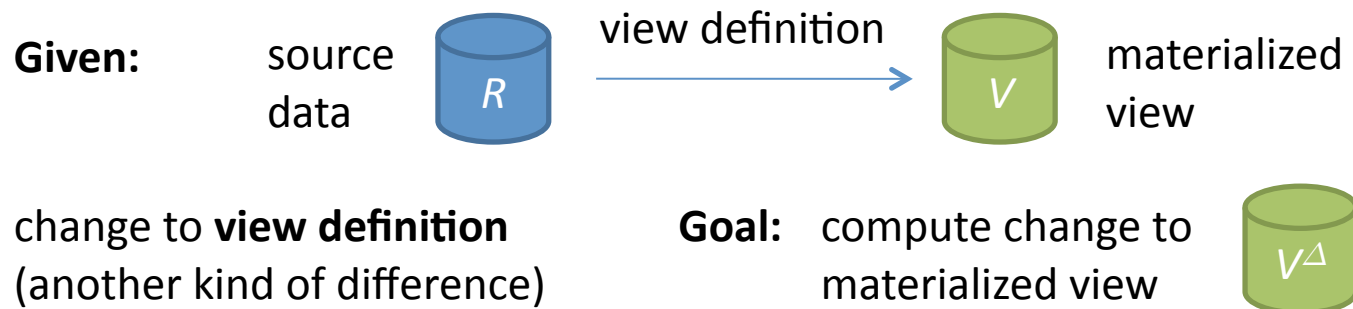 Given:
source
data
R
view definition
V
materialized
view
change to view definition
(another kind of difference)
Goal:
compute change to
materialized view
VΔ